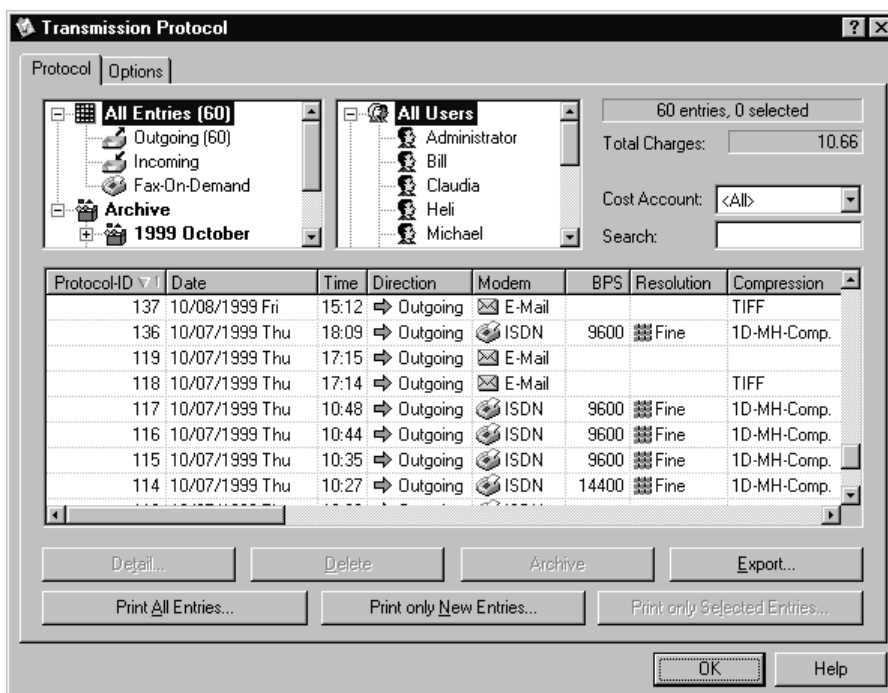 Transmission Protocol
Protocol Options
All Entries (60)
Outgoing (60)
Incoming
Fax-On-Demand
Archive
1999 October
All Users
Administrator
Bill
Claudia
Heli
Michael
60 entries, 0 selected
Total Charges: 10.66
Cost Account: <All>
Search:
Protocol-ID 1 Date Time Direction Modem BPS Resolution Compression
137 10/08/1999 Fri 15:12 Outgoing E-Mail TIFF
136 10/07/1999 Thu 18:09 Outgoing ISDN 9600 Fine 1D-MH-Comp.
119 10/07/1999 Thu 17:15 Outgoing E-Mail
118 10/07/1999 Thu 17:14 Outgoing E-Mail TIFF
117 10/07/1999 Thu 10:48 Outgoing ISDN 9600 Fine 1D-MH-Comp.
116 10/07/1999 Thu 10:44 Outgoing ISDN 9600 Fine 1D-MH-Comp.
115 10/07/1999 Thu 10:35 Outgoing ISDN 9600 Fine 1D-MH-Comp.
114 10/07/1999 Thu 10:27 Outgoing ISDN 14400 Fine 1D-MH-Comp.
Detail... Delete Archive Export...
Print All Entries... Print only New Entries... Print only Selected Entries...
OK Help